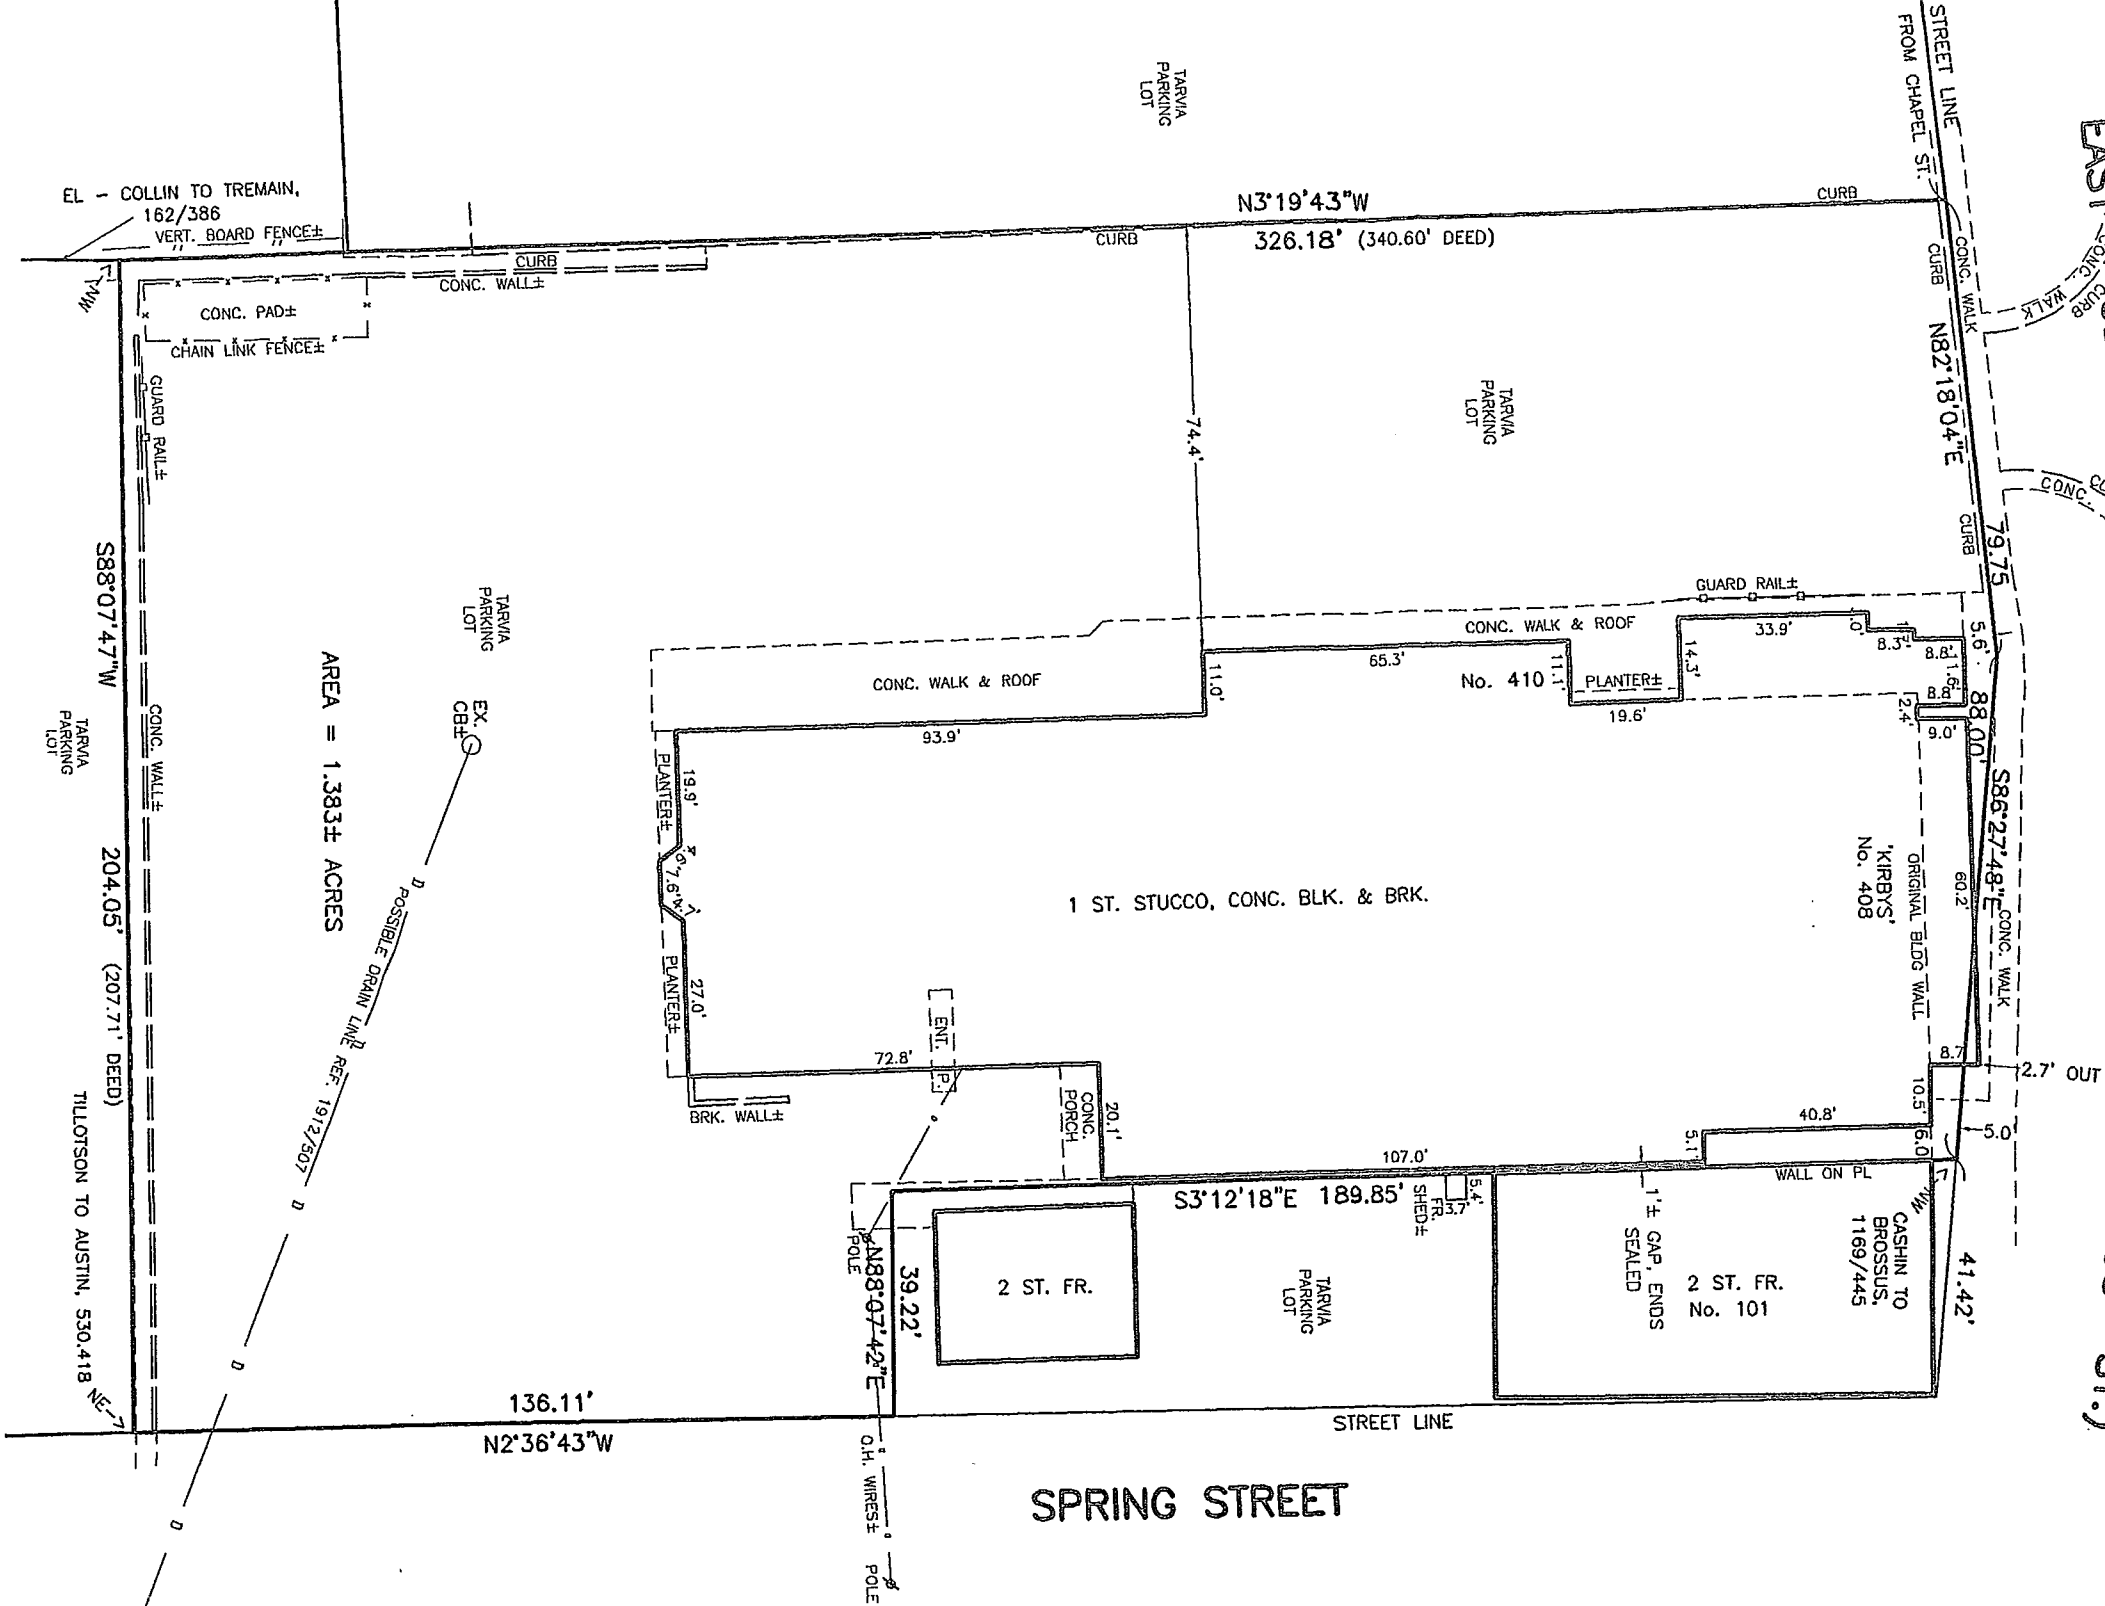 STREET LINE
FROM CHAPEL ST.
TARVIA
PARKING
LOT
EL - COLLIN TO TREMAIN,
162/386
VERT. BOARD FENCE±
N3°19'43"W
326.18' (340.60' DEED)
CURB
CURB
CURB
CONC. WALL±
NW
CONC. PAD±
CHAIN LINK FENCE±
GUARD RAIL±
CURB
CONC. WALK
CONC. CURB
WALK
N82°18'04"E
79.75
CURB
CONC.
TARVIA
PARKING
LOT
74.4'
S88°07'47"W
204.05' (207.71' DEED)
CONC. WALL±
TARVIA
PARKING
LOT
TARVIA
PARKING
LOT
EX.
CB±
AREA = 1.383± ACRES
D
POSSIBLE DRAIN LINE REF. 1912/507
D
D
D
D
D
GUARD RAIL±
CONC. WALK & ROOF
CONC. WALK & ROOF
65.3'
11.0'
11.1'
No. 410
PLANTER±
19.6'
14.3'
33.9'
8.3'
8.8'
11.6'
8.8'
2.4'
9.0'
5.6'
88.00'
S86°27'48"E
CONC. WALK
93.9'
PLANTER±
19.9'
7.6'
4.7'
PLANTER±
27.0'
1 ST. STUCCO, CONC. BLK. & BRK.
'KIRBYS'
No. 408
ORIGINAL BLDG WALL
60.2'
8.7
2.7' OUT
10.5'
5.0'
6.0
40.8'
5.1'
72.8'
ENT.
P.
BRK. WALL±
CONC.
PORCH
20.1'
107.0'
S3°12'18"E 189.85'
WALL ON PL
5.4'
3.7'
FR.
SHED±
1'± GAP, ENDS
SEALED
NW
CASHIN TO
BROSSUS,
1169/445
41.42'
2 ST. FR.
No. 101
2 ST. FR.
TARVIA
PARKING
LOT
POLE
N88°07'42"E
39.22'
TILLOTSON TO AUSTIN, 530.418
NE
136.11'
N2°36'43"W
STREET LINE
O.H. WIRES±
POLE
SPRING STREET